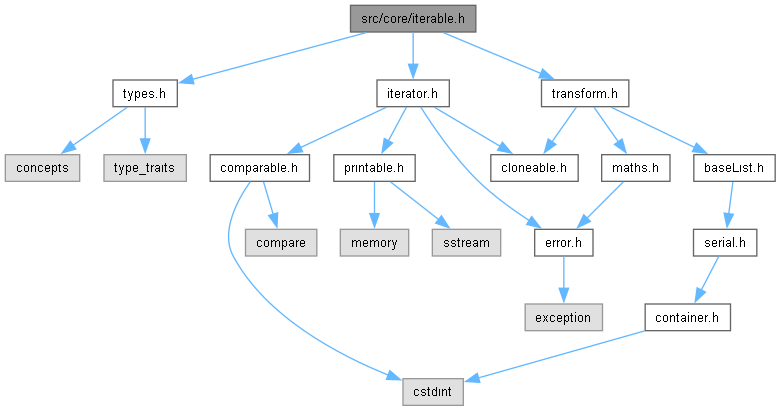 src/core/iterable.h
types.h
iterator.h
transform.h
concepts
type_traits
comparable.h
printable.h
cloneable.h
maths.h
baseList.h
compare
memory
sstream
error.h
serial.h
exception
container.h
cstdint